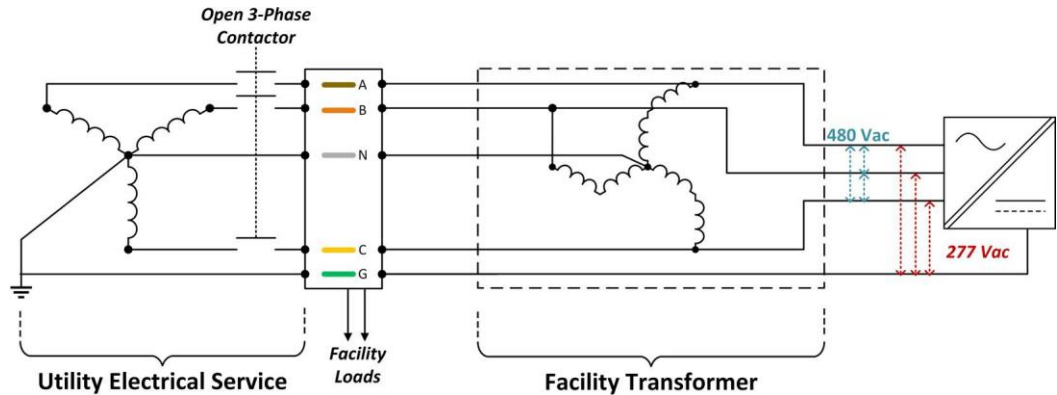 Open 3-Phase
Contactor
A
B
N
C
G
480 Vac
277 Vac
Facility
Loads
Utility Electrical Service
Facility Transformer